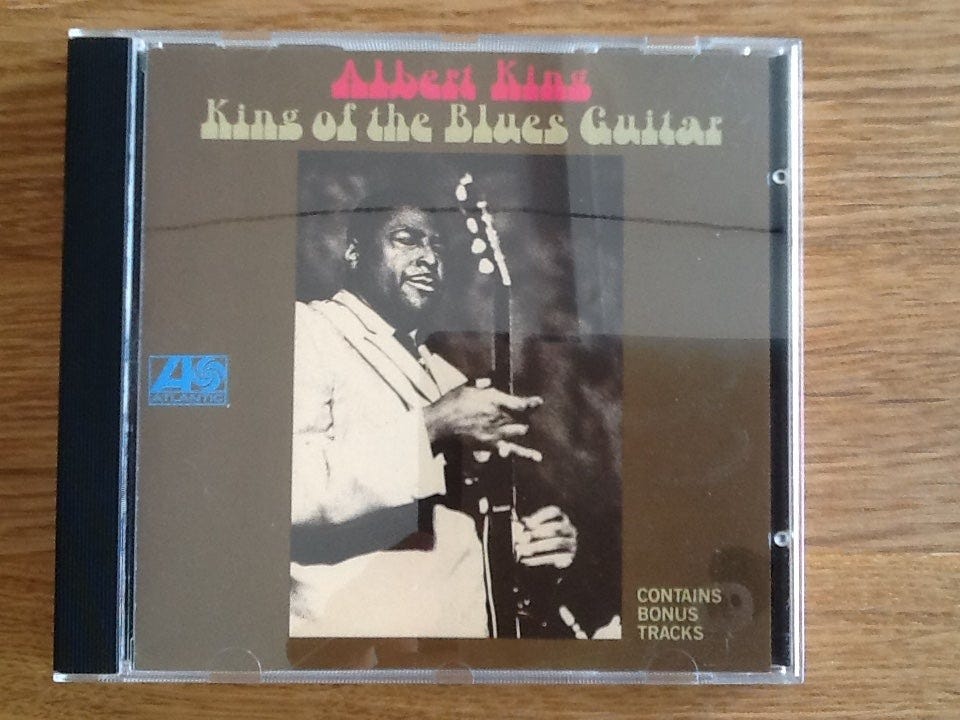 Albert King
King of the Blues Guitar
ATLANTIC
CONTAINS
BONUS
TRACKS